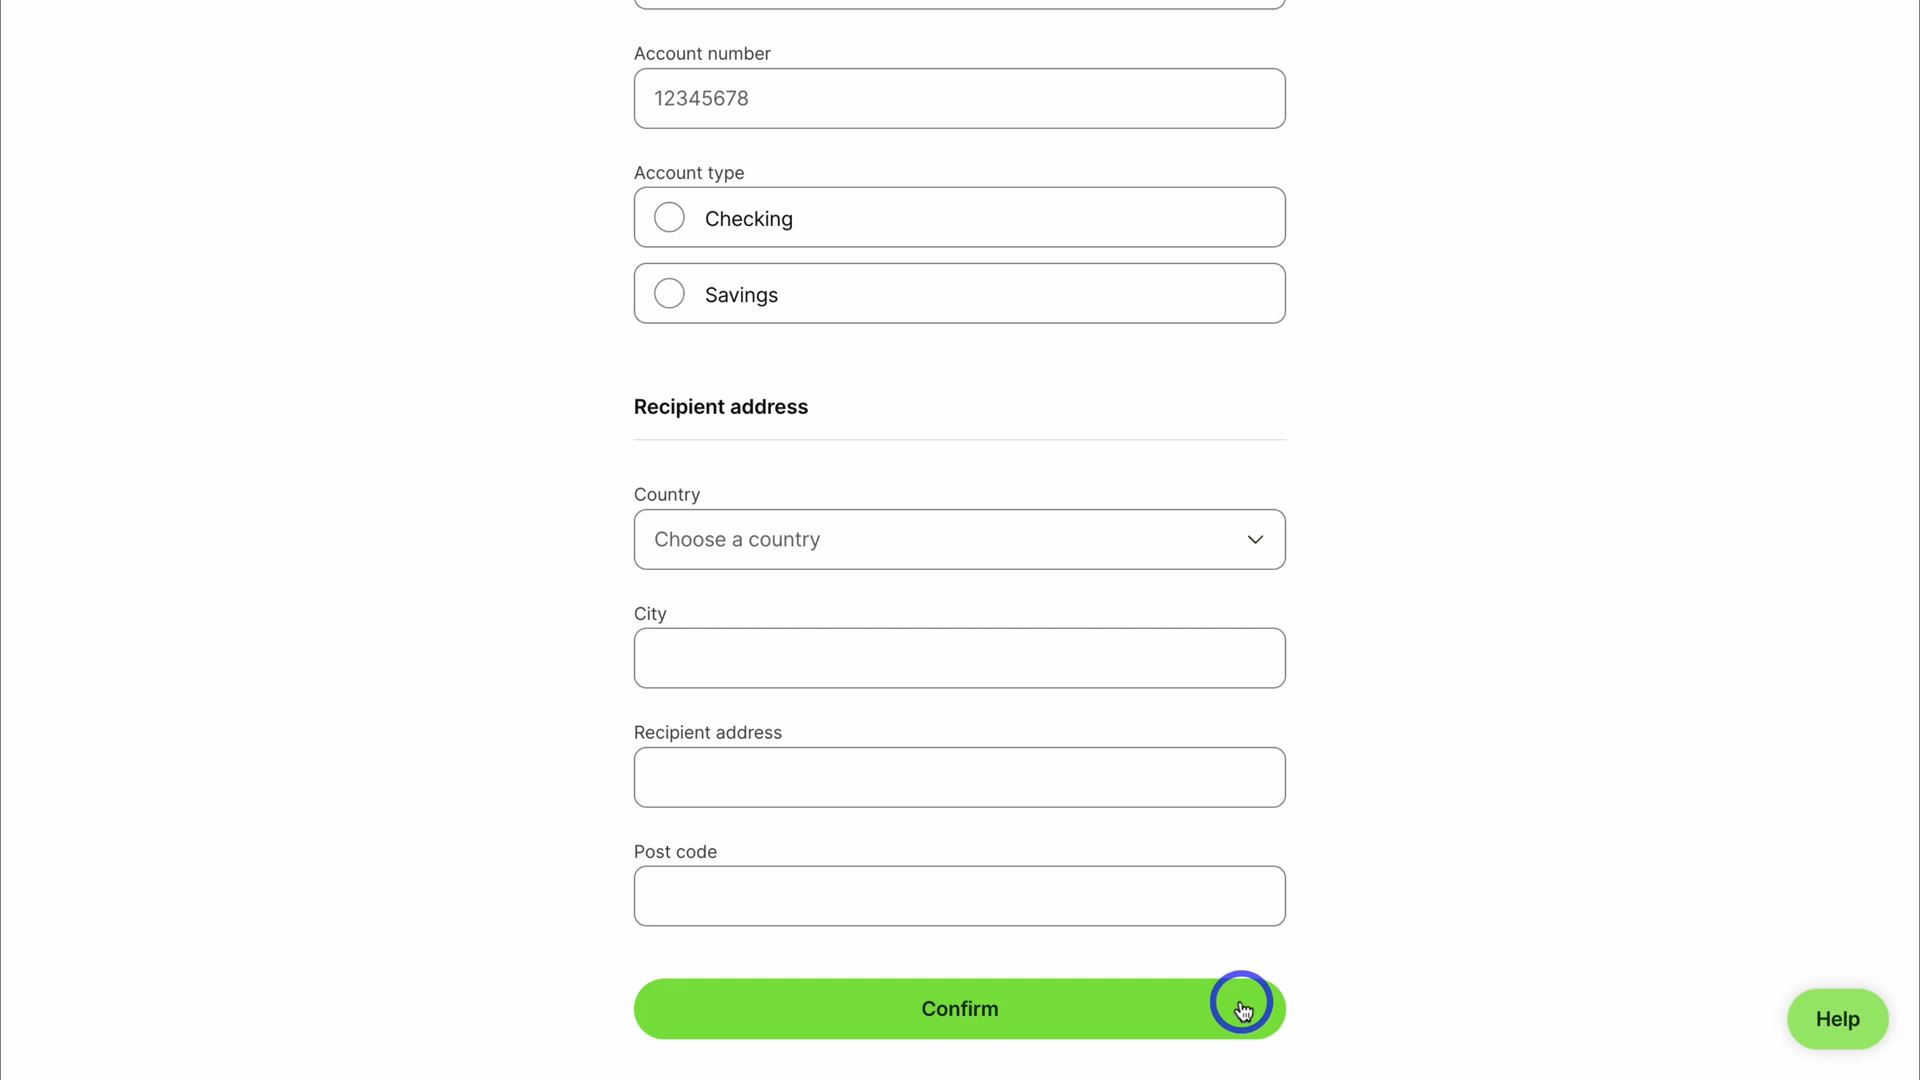 Account number
12345678
Account type
Checking
Savings
Recipient address
Country
Choose a country
City
Recipient address
Post code
Confirm
Help